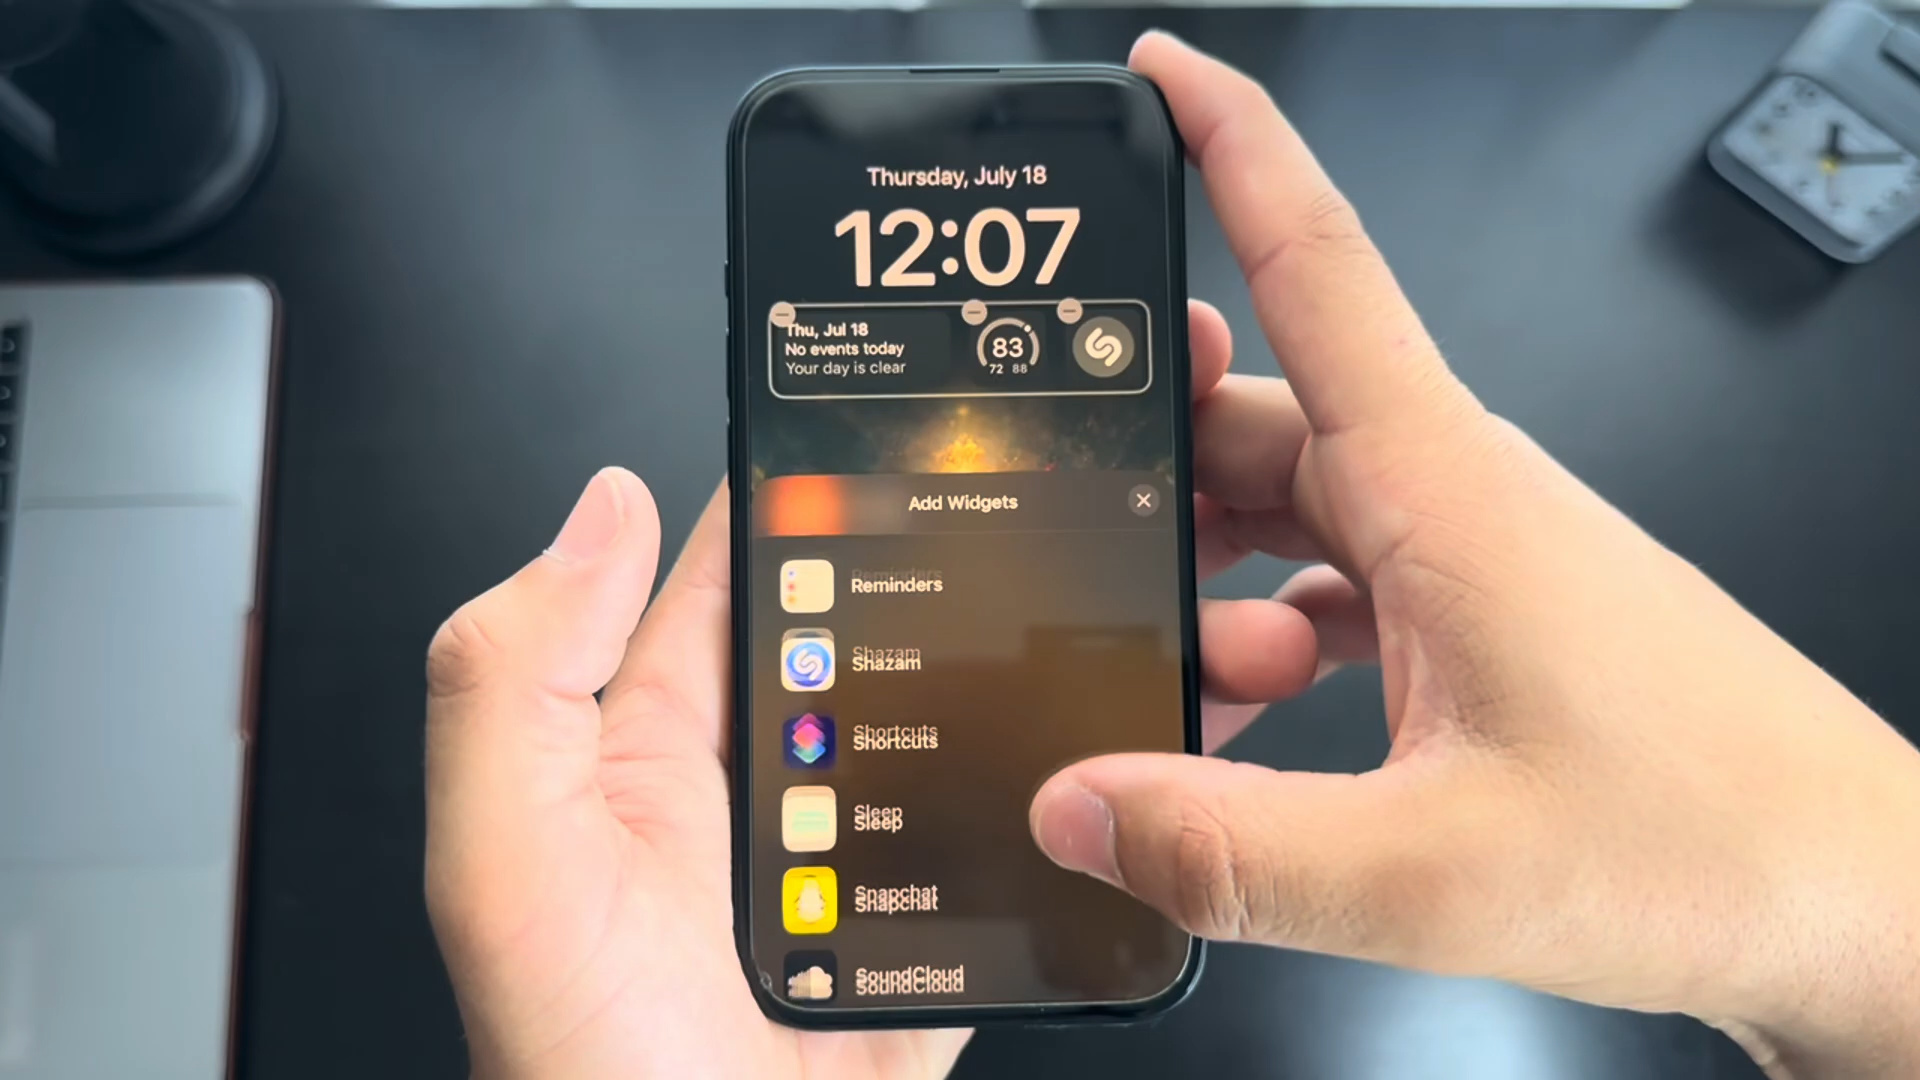 Thursday, July 18
12:07
Thu, Jul 18
No events today
Your day is clear
83
72 88
Add Widgets
Reminders
Shazam
Shortcuts
Sleep
Snapchat
SoundCloud